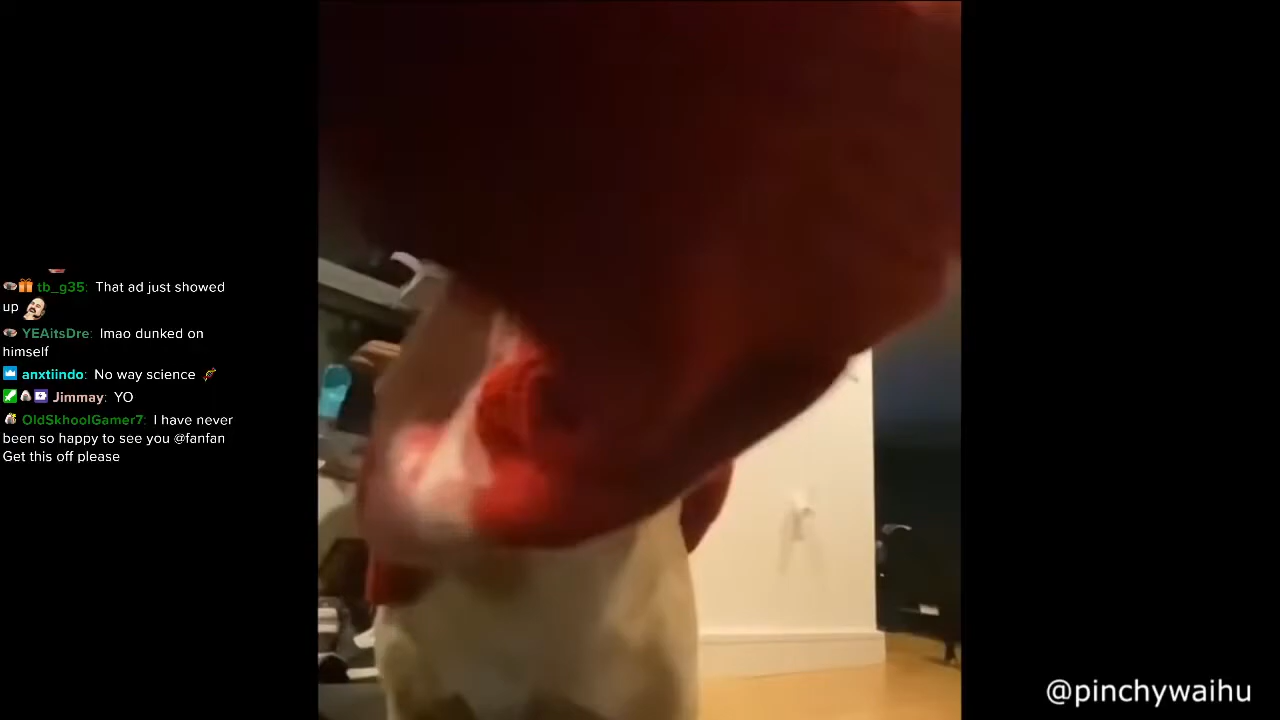 tb_g35: That ad just showed
up
YEAitsDre: lmao dunked on
himself
anxtiindo: No way science
Jimmay: YO
OldSkhoolGamer7: I have never
been so happy to see you @fanfan
Get this off please
@pinchywaihu